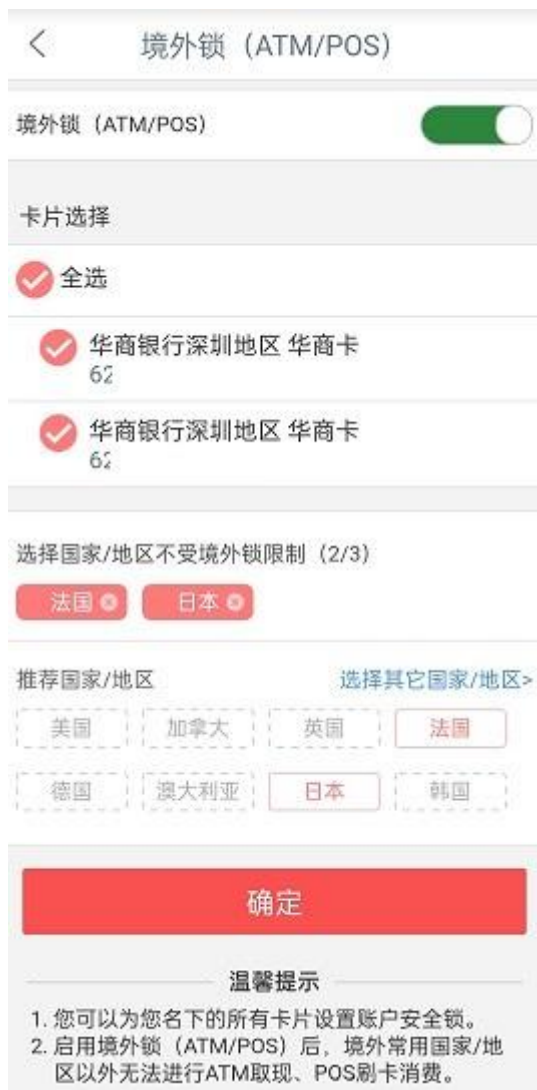 境外锁（ATM/POS）
境外锁（ATM/POS）
卡片选择
全选
华商银行深圳地区 华商卡
62
华商银行深圳地区 华商卡
62
选择国家/地区不受境外锁限制（2/3）
法国 日本
推荐国家/地区 选择其它国家/地区>
美国 加拿大 英国 法国
德国 澳大利亚 日本 韩国
确定
温馨提示
1. 您可以为您名下的所有卡片设置账户安全锁。
2. 启用境外锁（ATM/POS）后，境外常用国家/地
区以外无法进行ATM取现、POS刷卡消费。